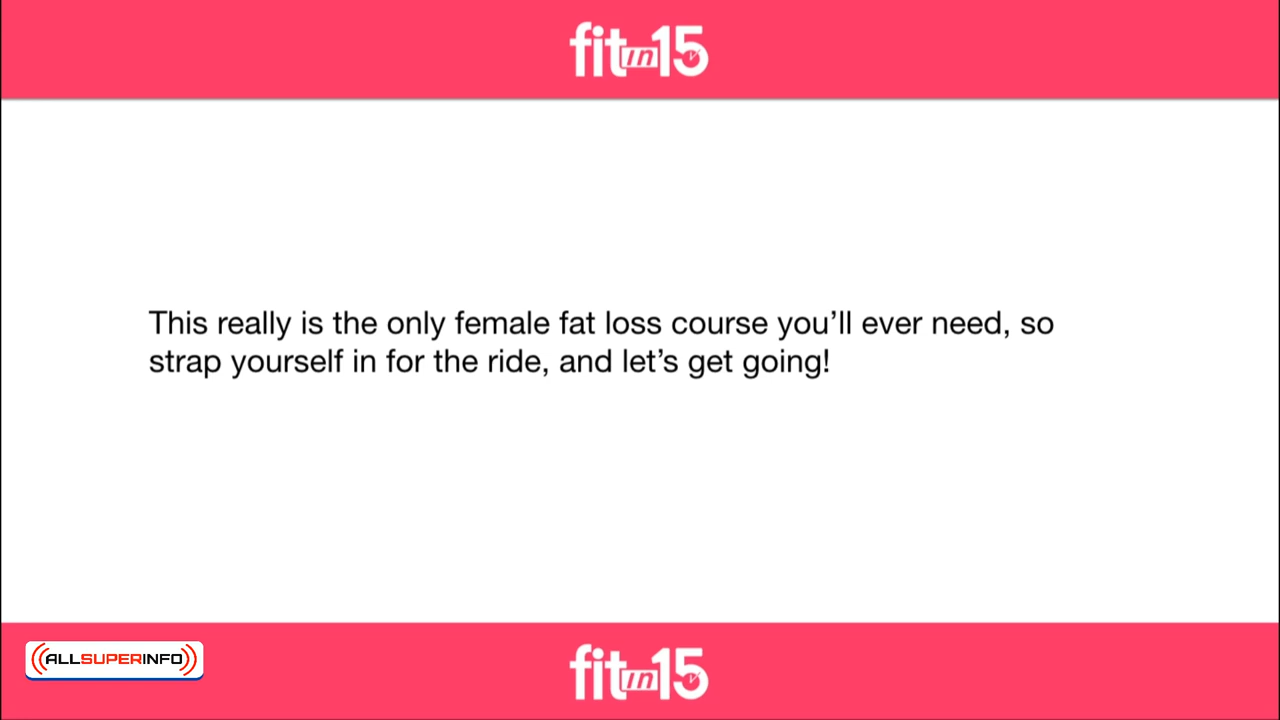 fit in 15
This really is the only female fat loss course you’ll ever need, so
strap yourself in for the ride, and let’s get going!
ALLSUPERINFO
fit in 15